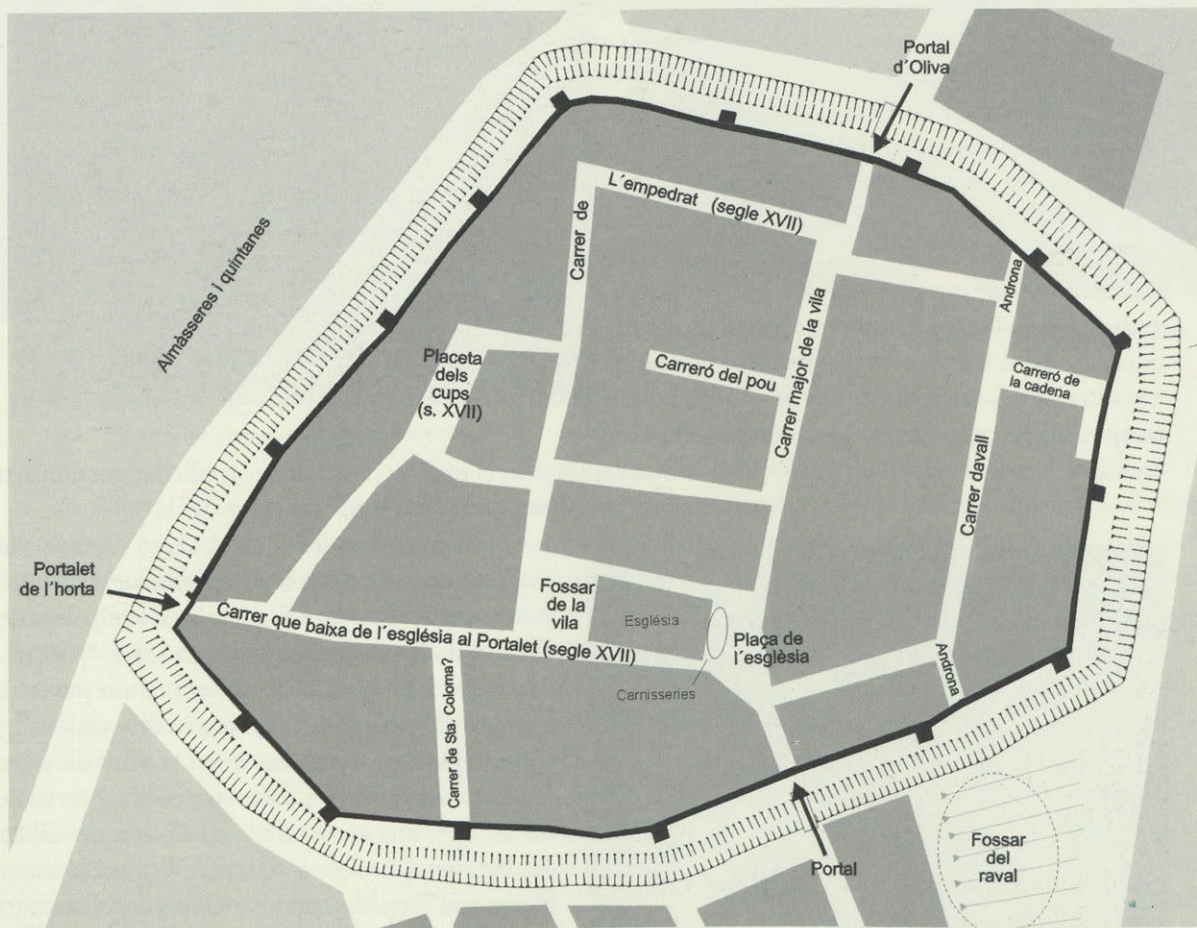 Portal
d´Oliva
L´empedrat (segle XVII)
Carrer de
Almàsseres i quintanes
Androna
Placeta
dels
cups
(s. XVII)
Carreró del pou
Carrer major de la vila
Carreró de
la cadena
Carrer davall
Portalet
de l´horta
Carrer que baixa de l´església al Portalet (segle XVII)
Fossar
de la
vila
Església
Plaça de
l´esglèsia
Carnisseries
Androna
Carrer de Sta. Coloma?
Portal
Fossar
del
raval